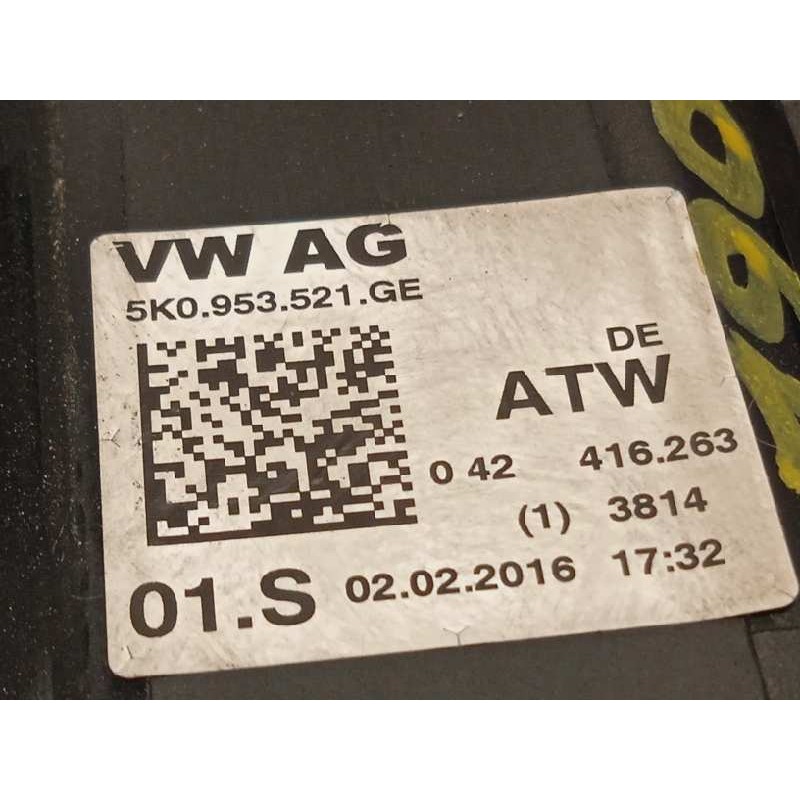 VW AG
5K0.953.521.GE
DE
ATW
0 42 416.263
(1) 3814
01.S 02.02.2016 17:32